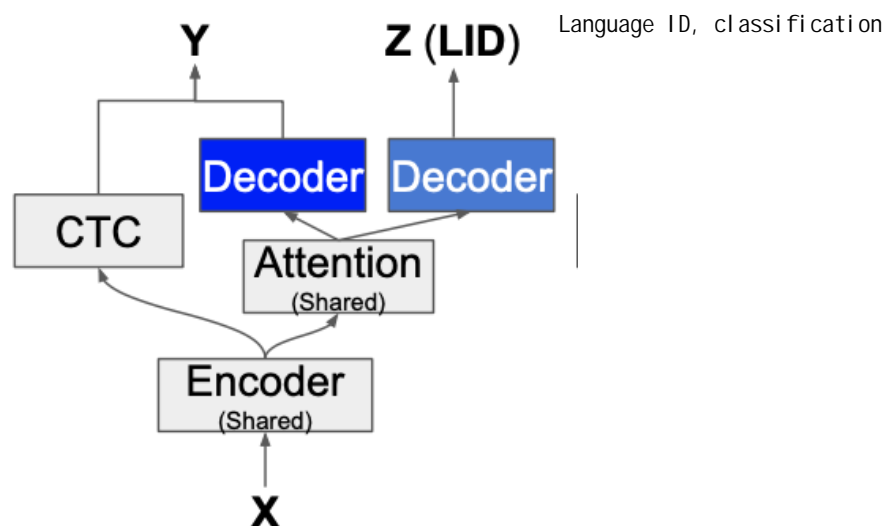 Language ID, classification
Y
Z (LID)
Decoder
Decoder
CTC
Attention
(Shared)
Encoder
(Shared)
X